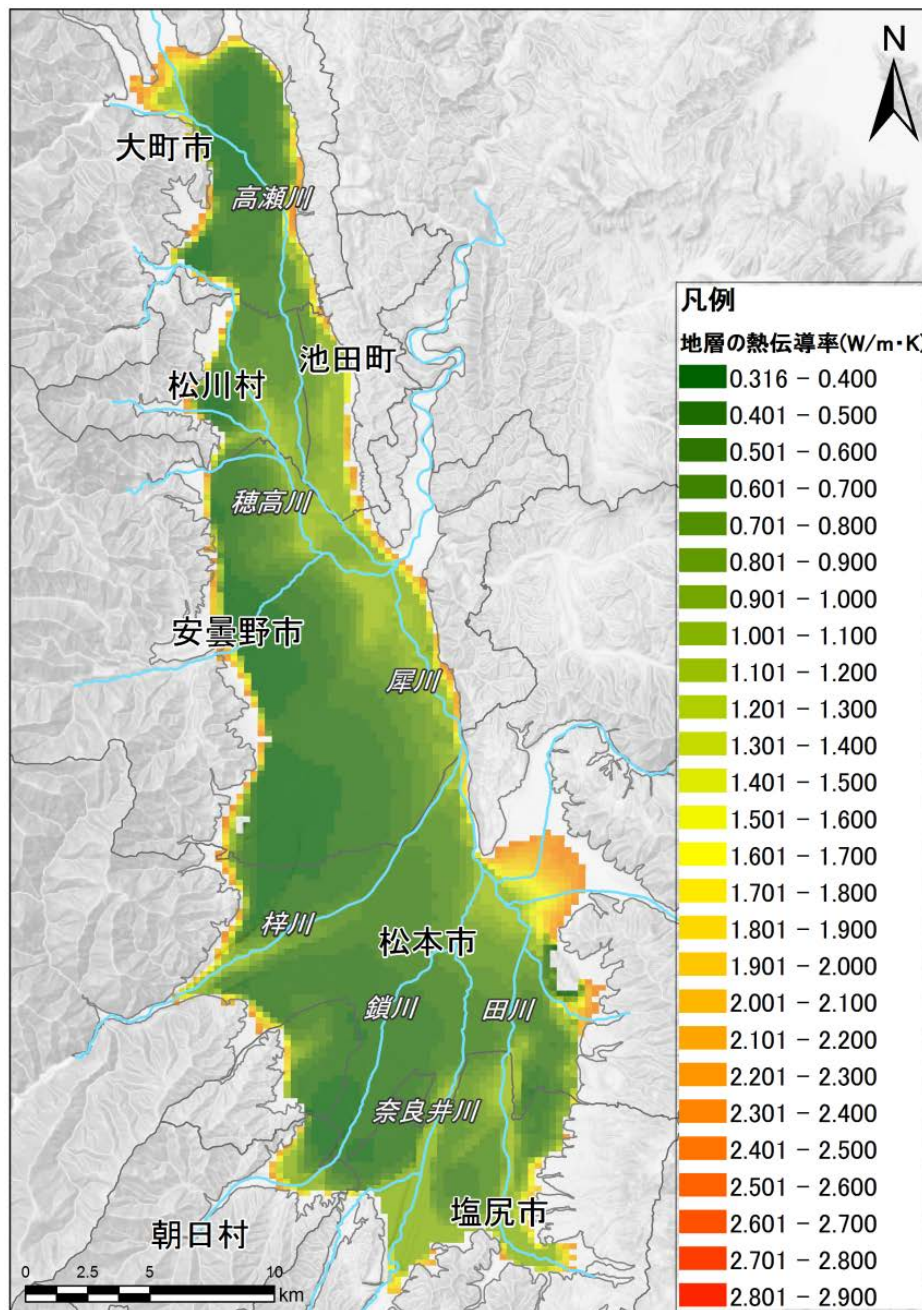 N
大町市
高瀬川
池田町
松川村
穂高川
安曇野市
犀川
梓川
松本市
鎖川
田川
奈良井川
塩尻市
朝日村
0 2.5 5 10
km
凡例
地層の熱伝導率(W/m・K)
0.316 - 0.400
0.401 - 0.500
0.501 - 0.600
0.601 - 0.700
0.701 - 0.800
0.801 - 0.900
0.901 - 1.000
1.001 - 1.100
1.101 - 1.200
1.201 - 1.300
1.301 - 1.400
1.401 - 1.500
1.501 - 1.600
1.601 - 1.700
1.701 - 1.800
1.801 - 1.900
1.901 - 2.000
2.001 - 2.100
2.101 - 2.200
2.201 - 2.300
2.301 - 2.400
2.401 - 2.500
2.501 - 2.600
2.601 - 2.700
2.701 - 2.800
2.801 - 2.900